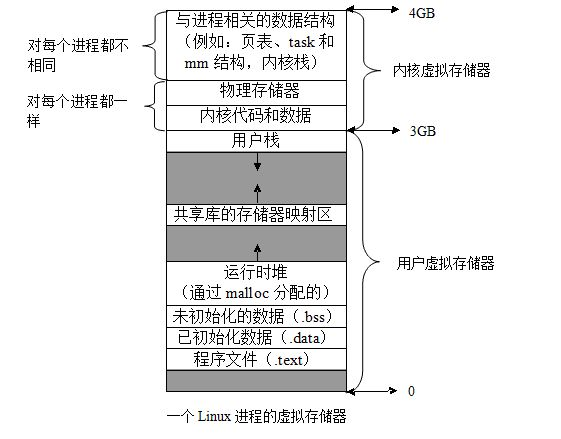 与进程相关的数据结构
（例如：页表、task 和
mm 结构，内核栈）
物理存储器
内核代码和数据
用户栈
共享库的存储器映射区
运行时堆
（通过 malloc 分配的）
未初始化的数据（.bss）
已初始化数据（.data）
程序文件（.text）
对每个进程都不
相同
对每个进程都一
样
4GB
内核虚拟存储器
3GB
用户虚拟存储器
0
一个 Linux 进程的虚拟存储器